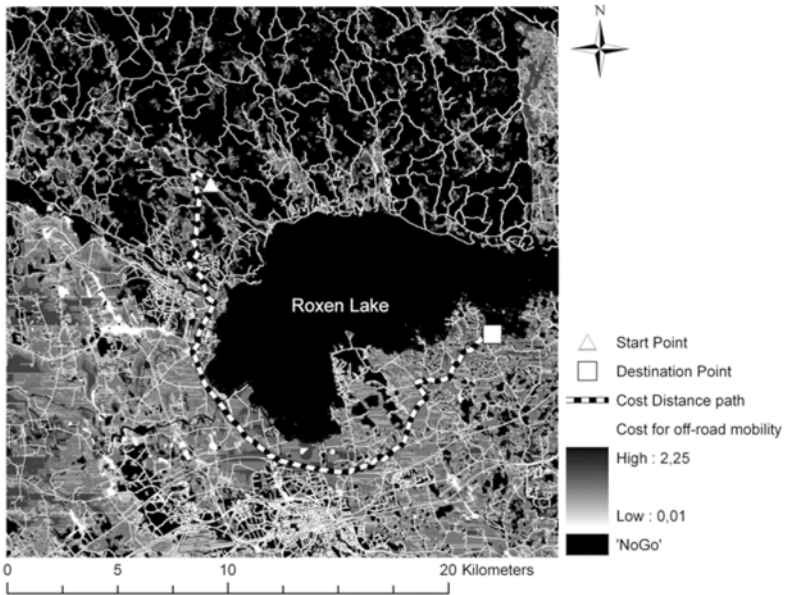 N
Roxen Lake
Start Point
Destination Point
Cost Distance path
Cost for off-road mobility
High : 2,25
Low : 0,01
'NoGo'
0 5 10 20 Kilometers